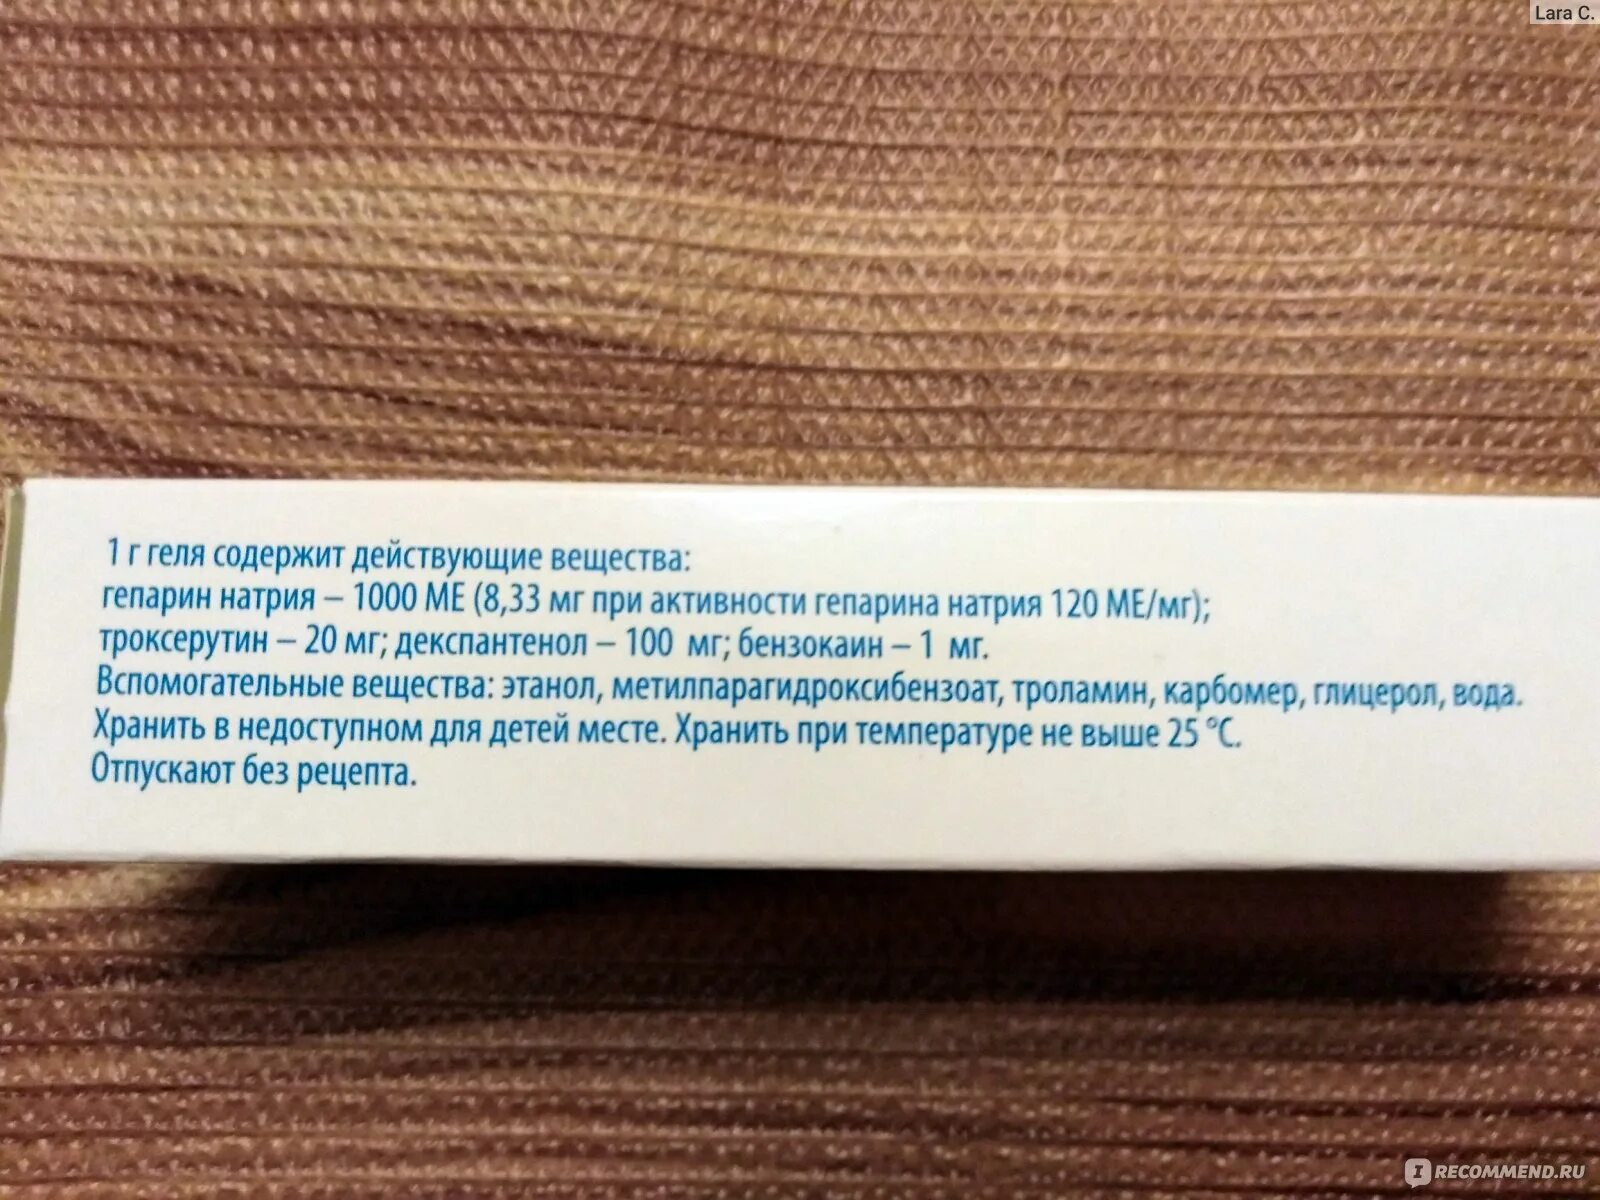 Lara C.
1 г геля содержит действующие вещества:
гепарин натрия – 1000 МЕ (8,33 мг при активности гепарина натрия 120 МЕ/мг);
троксерутин – 20 мг; декспантенол – 100 мг; бензокаин – 1 мг.
Вспомогательные вещества: этанол, метилпарагидроксибензоат, троламин, карбомер, глицерол, вода.
Хранить в недоступном для детей месте. Хранить при температуре не выше 25 °С.
Отпускают без рецепта.
I RECOMMEND.RU